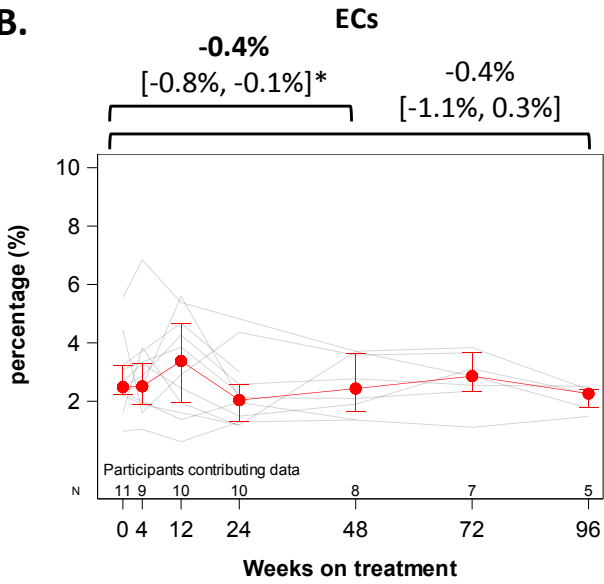 B.
ECs
-0.4%
[-0.8%, -0.1%]*
-0.4%
[-1.1%, 0.3%]
percentage (%)
10
8
6
4
2
Participants contributing data
N 11 9 10 10 8 7 5
0 4 12 24 48 72 96
Weeks on treatment